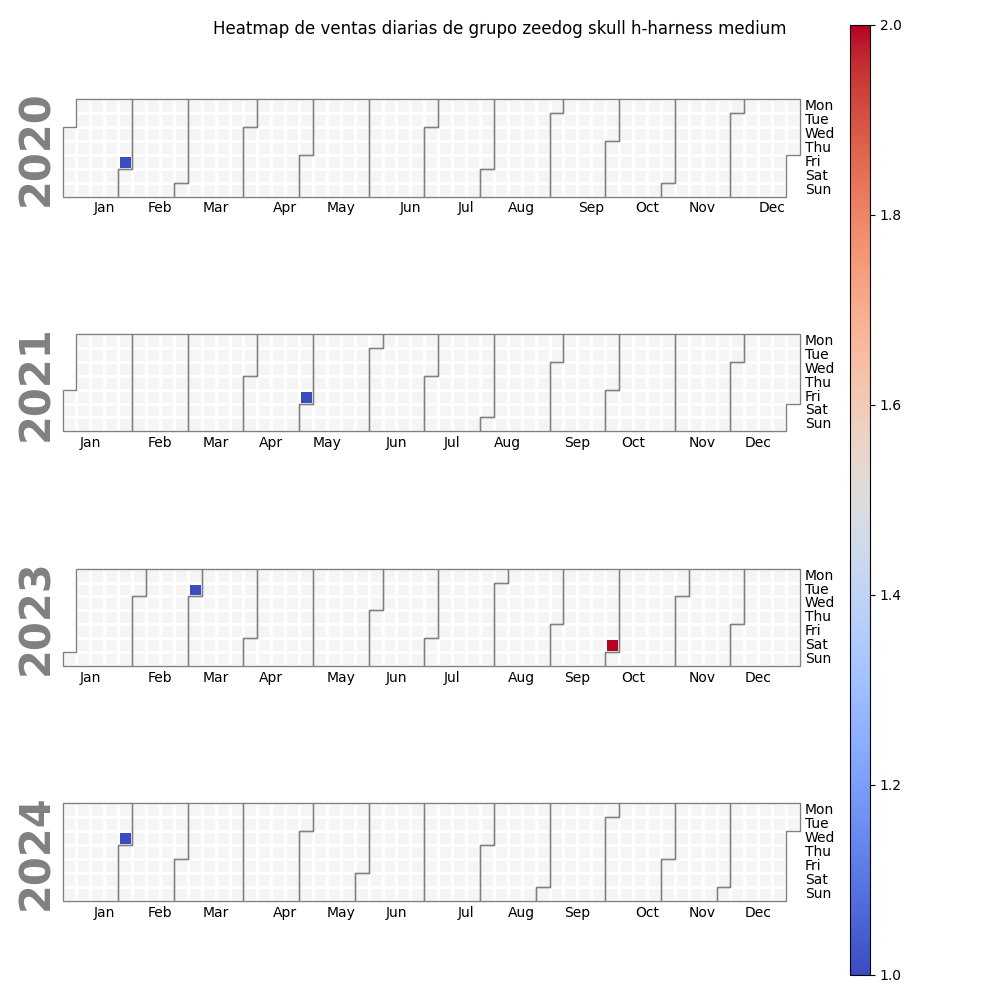 Heatmap de ventas diarias de grupo zeedog skull h-harness medium
2020
Mon
Tue
Wed
Thu
Fri
Sat
Sun
Jan Feb Mar Apr May Jun Jul Aug Sep Oct Nov Dec
2021
Mon
Tue
Wed
Thu
Fri
Sat
Sun
Jan Feb Mar Apr May Jun Jul Aug Sep Oct Nov Dec
2023
Mon
Tue
Wed
Thu
Fri
Sat
Sun
Jan Feb Mar Apr May Jun Jul Aug Sep Oct Nov Dec
2024
Mon
Tue
Wed
Thu
Fri
Sat
Sun
Jan Feb Mar Apr May Jun Jul Aug Sep Oct Nov Dec
2.0
1.8
1.6
1.4
1.2
1.0